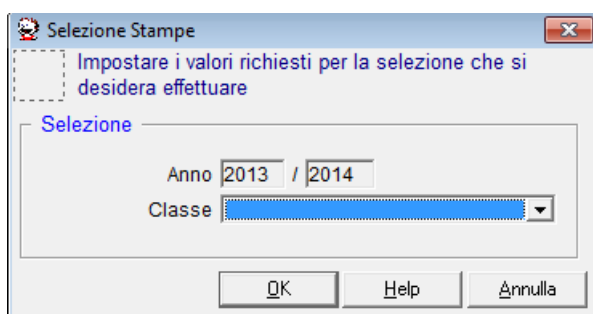 Selezione Stampe
Impostare i valori richiesti per la selezione che si
desidera effettuare
Selezione
Anno 2013 / 2014
Classe
OK Help Annulla